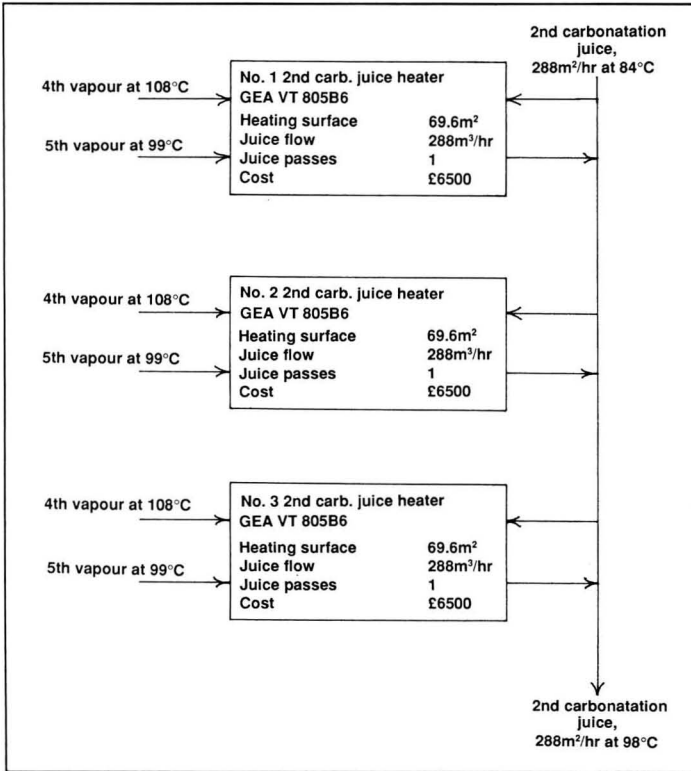 2nd carbonatation
juice,
288m²/hr at 84°C
4th vapour at 108°C
5th vapour at 99°C
No. 1 2nd carb. juice heater
GEA VT 805B6
Heating surface 69.6m²
Juice flow 288m³/hr
Juice passes 1
Cost £6500
4th vapour at 108°C
5th vapour at 99°C
No. 2 2nd carb. juice heater
GEA VT 805B6
Heating surface 69.6m²
Juice flow 288m³/hr
Juice passes 1
Cost £6500
4th vapour at 108°C
5th vapour at 99°C
No. 3 2nd carb. juice heater
GEA VT 805B6
Heating surface 69.6m²
Juice flow 288m³/hr
Juice passes 1
Cost £6500
2nd carbonatation
juice,
288m²/hr at 98°C